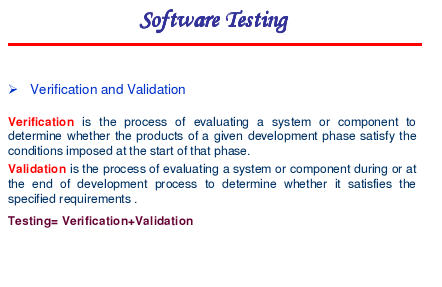 Software Testing
➢ Verification and Validation
Verification is the process of evaluating a system or component to
determine whether the products of a given development phase satisfy the
conditions imposed at the start of that phase.
Validation is the process of evaluating a system or component during or at
the end of development process to determine whether it satisfies the
specified requirements .
Testing= Verification+Validation